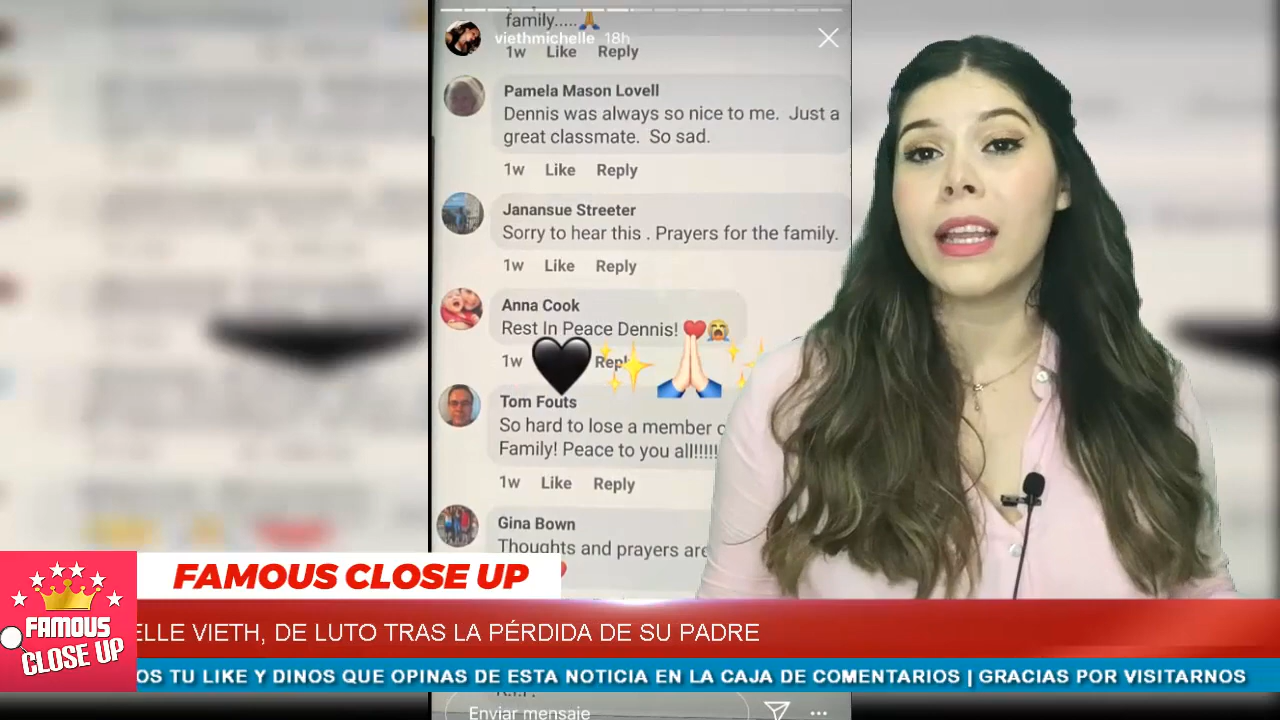 family.....🙏
viethmichelle 18h
1w Like Reply
Pamela Mason Lovell
Dennis was always so nice to me. Just a
great classmate. So sad.
1w Like Reply
Janansue Streeter
Sorry to hear this . Prayers for the family.
1w Like Reply
Anna Cook
Rest In Peace Dennis! ❤️😭
1w
Tom Fouts
So hard to lose a member
Family! Peace to you all!!!!!
1w Like Reply
Gina Bown
Thoughts and prayers are
FAMOUS CLOSE UP
FAMOUS
CLOSE UP
ELLE VIETH, DE LUTO TRAS LA PÉRDIDA DE SU PADRE
OS TU LIKE Y DINOS QUE OPINAS DE ESTA NOTICIA EN LA CAJA DE COMENTARIOS | GRACIAS POR VISITARNOS
Enviar mensaje